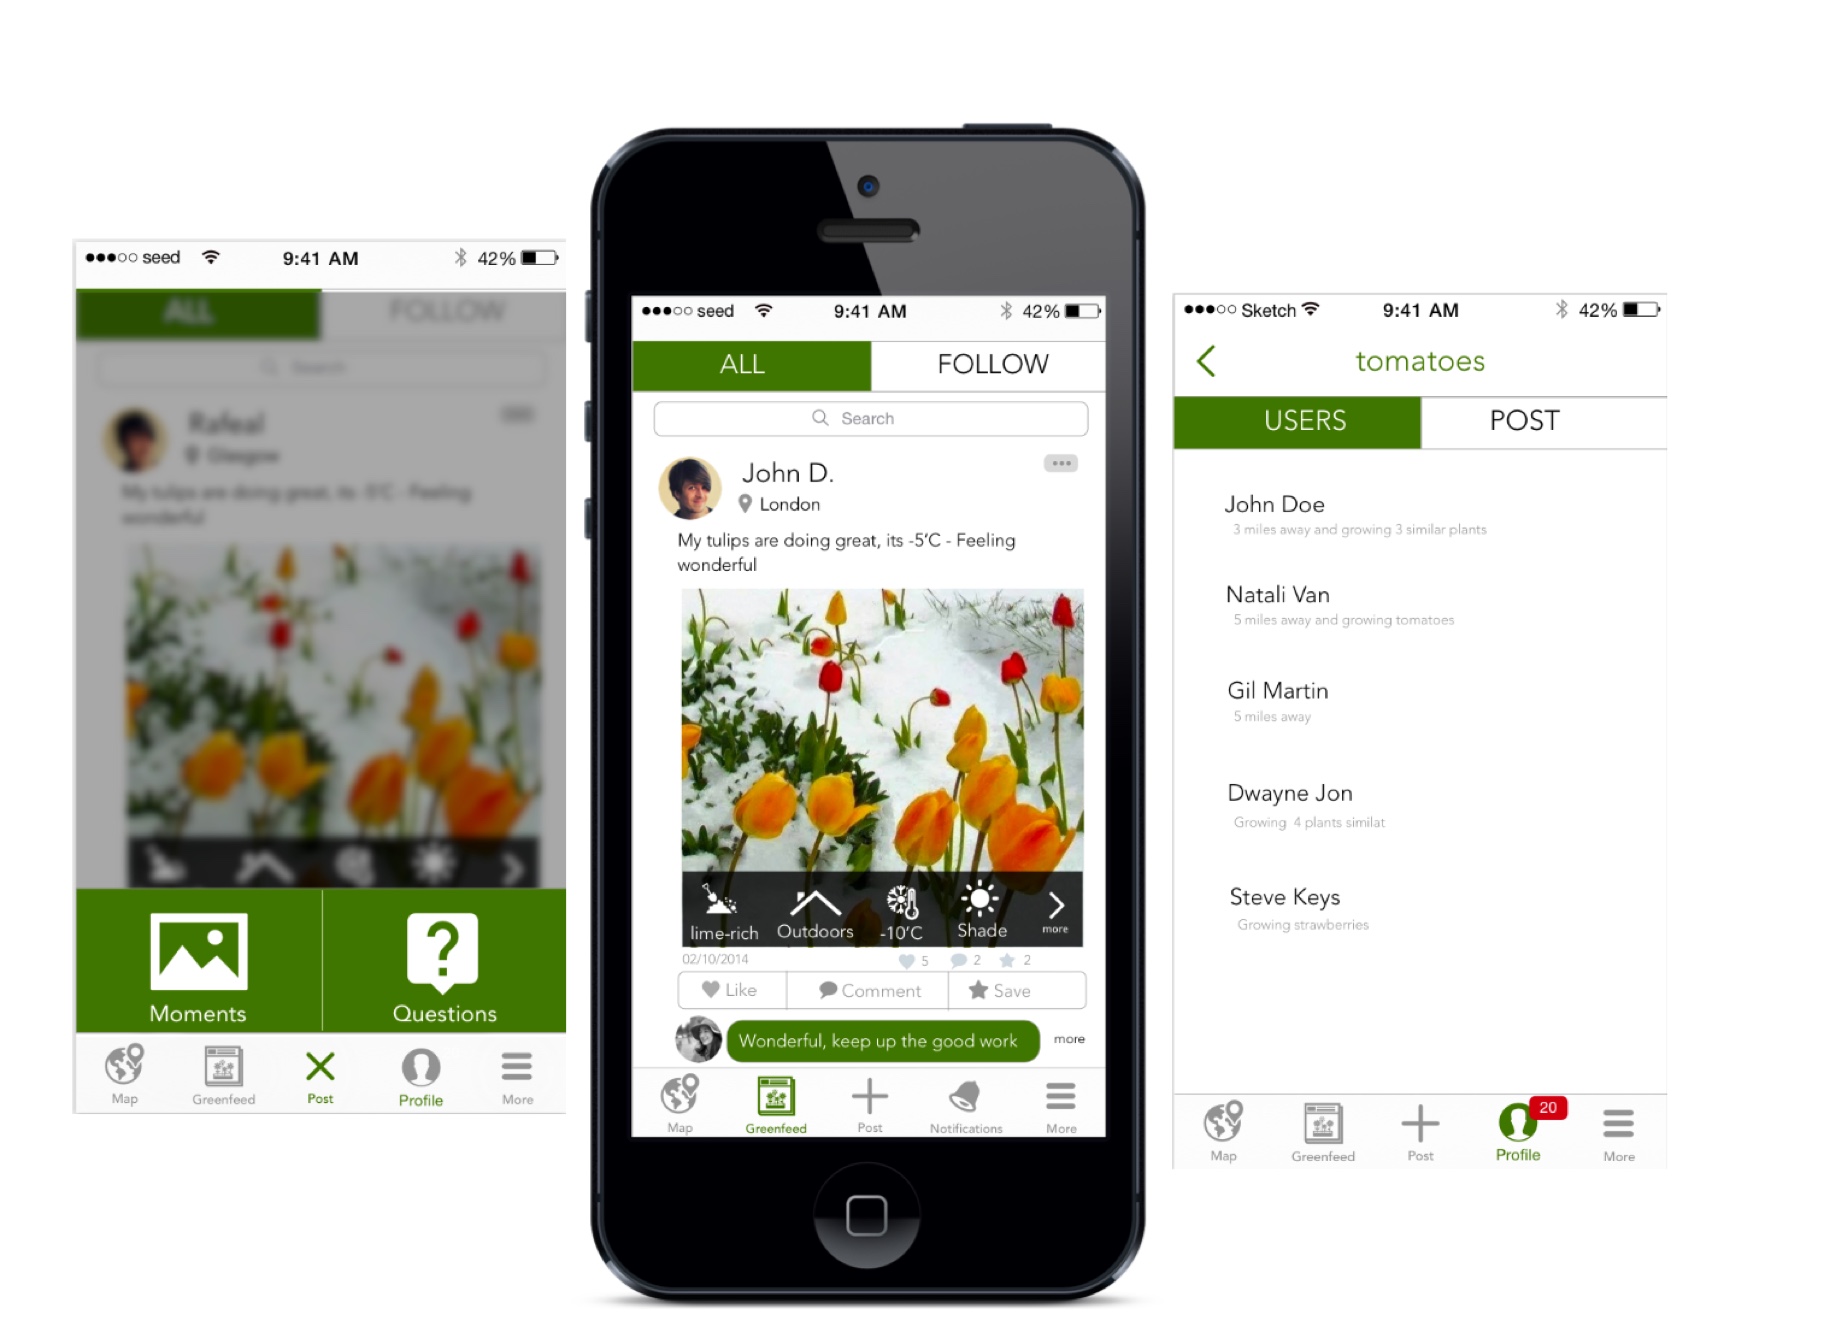 seed 9:41 AM 42%
ALL FOLLOW
Search
Rafeal
Glasgow
My tulips are doing great, its -5'C - Feeling
wonderful
Moments Questions
Map Greenfeed Post Profile More
seed 9:41 AM 42%
ALL FOLLOW
Search
John D.
London
My tulips are doing great, its -5'C - Feeling
wonderful
lime-rich Outdoors -10'C Shade more
02/10/2014 5 2 2
Like Comment Save
Wonderful, keep up the good work more
Map Greenfeed Post Notifications More
Sketch 9:41 AM 42%
tomatoes
USERS POST
John Doe
3 miles away and growing 3 similar plants
Natali Van
5 miles away and growing tomatoes
Gil Martin
5 miles away
Dwayne Jon
Growing 4 plants similat
Steve Keys
Growing strawberries
20
Map Greenfeed Post Profile More